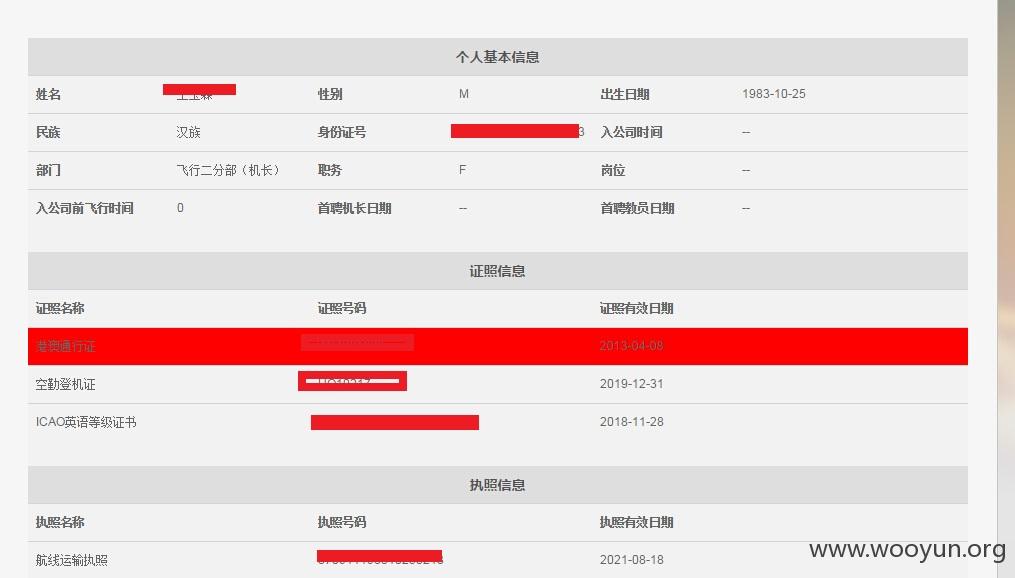 个人基本信息
姓名 性别 M 出生日期 1983-10-25
民族 汉族 身份证号 3 入公司时间 --
部门 飞行二分部（机长） 职务 F 岗位 --
入公司前飞行时间 0 首聘机长日期 -- 首聘教员日期 --
证照信息
证照名称 证照号码 证照有效日期
港澳通行证 2013-04-08
空勤登机证 2019-12-31
ICAO英语等级证书 2018-11-28
执照信息
执照名称 执照号码 执照有效日期
航线运输执照 2021-08-18
www.wooyun.org